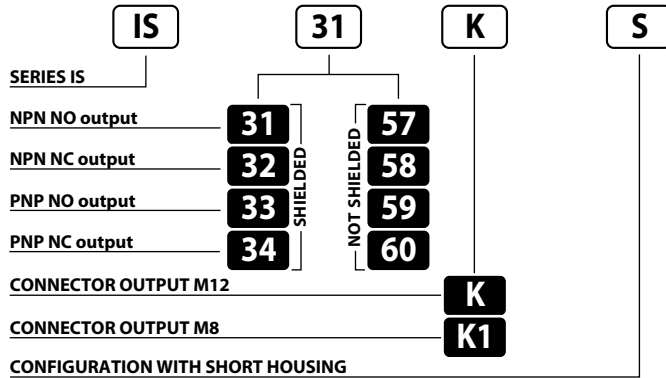 IS 31 K S
SERIES IS
NPN NO output 31 57
NPN NC output 32 58
PNP NO output 33 59
PNP NC output 34 60
SHIELDED
NOT SHIELDED
CONNECTOR OUTPUT M12 K
CONNECTOR OUTPUT M8 K1
CONFIGURATION WITH SHORT HOUSING